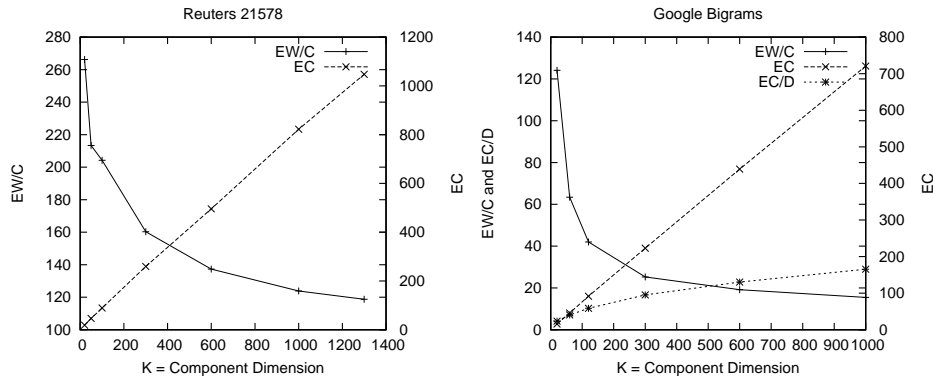 Reuters 21578
280
260
240
220
200
180
160
140
120
100
EW/C
EW/C
EC
1200
1000
800
600
400
200
0
EC
0 200 400 600 800 1000 1200 1400
K = Component Dimension
Google Bigrams
140
120
100
80
60
40
20
0
EW/C and EC/D
EW/C
EC
EC/D
800
700
600
500
400
300
200
100
0
EC
0 100 200 300 400 500 600 700 800 900 1000
K = Component Dimension